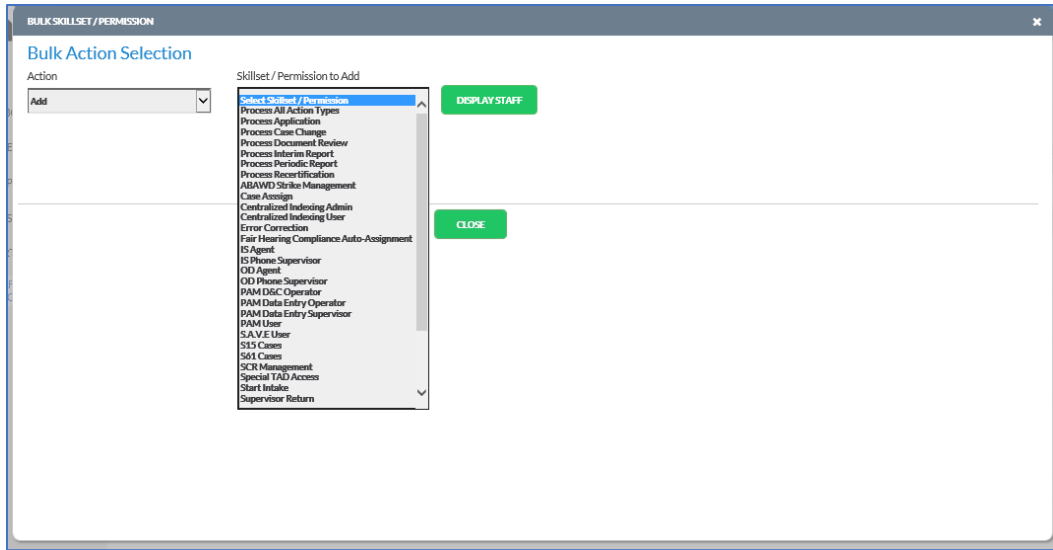 BULK SKILLSET / PERMISSION
Bulk Action Selection
Action
Skillset / Permission to Add
Add
DISPLAY STAFF
Select Skillset / Permission
Process All Action Types
Process Application
Process Case Change
Process Document Review
Process Interim Report
Process Periodic Report
Process Recertification
ABAWD Strike Management
Case Asssign
Centralized Indexing Admin
Centralized Indexing User
Error Correction
Fair Hearing Compliance Auto-Assignment
IS Agent
IS Phone Supervisor
OD Agent
OD Phone Supervisor
PAM D&C Operator
PAM Data Entry Operator
PAM Data Entry Supervisor
PAM User
S.A.V.E User
S15 Cases
S61 Cases
SCR Management
Special TAD Access
Start Intake
Supervisor Return
CLOSE